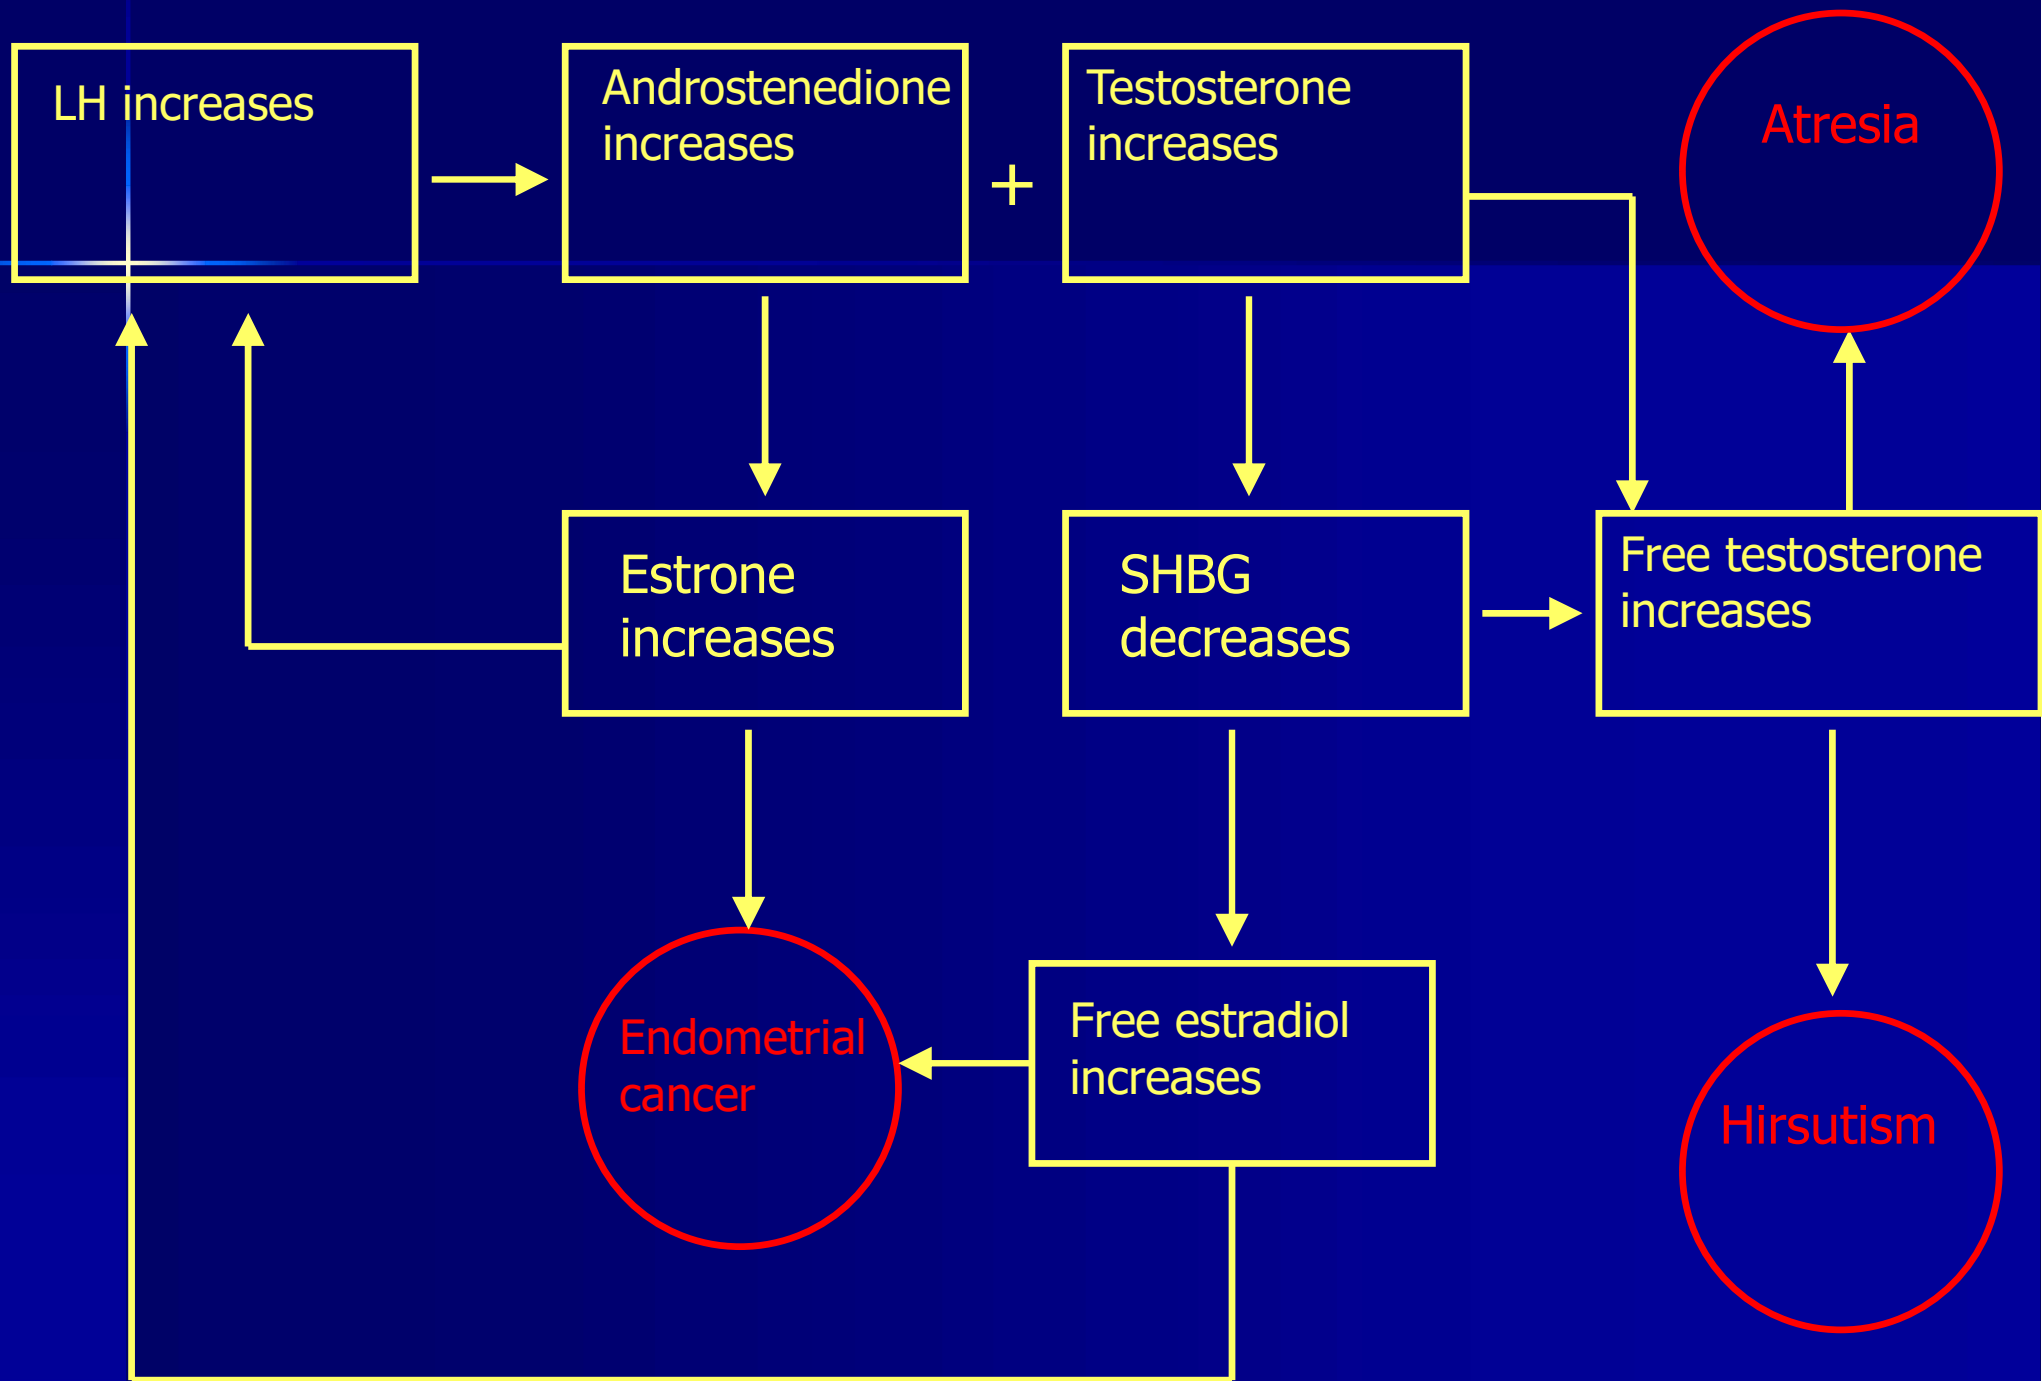 LH increases
Androstenedione
increases
+
Testosterone
increases
Atresia
Estrone
increases
SHBG
decreases
Free testosterone
increases
Endometrial
cancer
Free estradiol
increases
Hirsutism